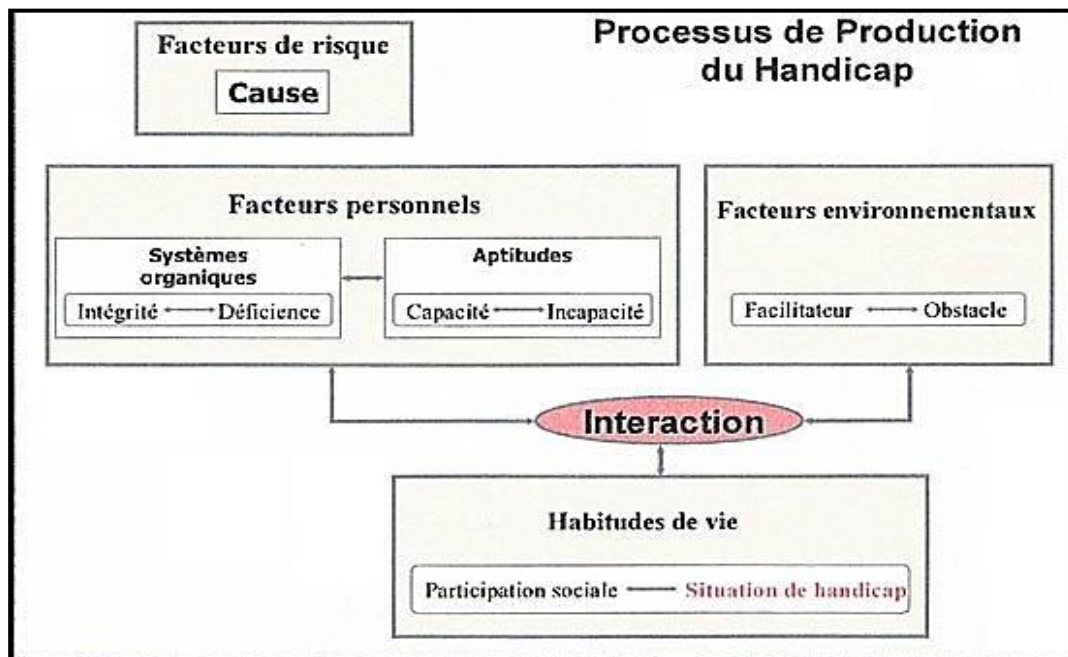 Processus de Production
du Handicap
Facteurs de risque
Cause
Facteurs personnels
Systèmes
organiques
Intégrité
Déficience
Aptitudes
Capacité
Incapacité
Facteurs environnementaux
Facilitateur
Obstacle
Interaction
Habitudes de vie
Participation sociale
Situation de handicap